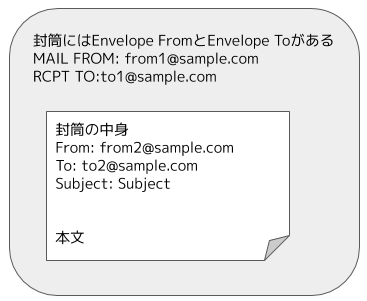 封筒にはEnvelope FromとEnvelope Toがある
MAIL FROM: from1@sample.com
RCPT TO:to1@sample.com
封筒の中身
From: from2@sample.com
To: to2@sample.com
Subject: Subject
本文